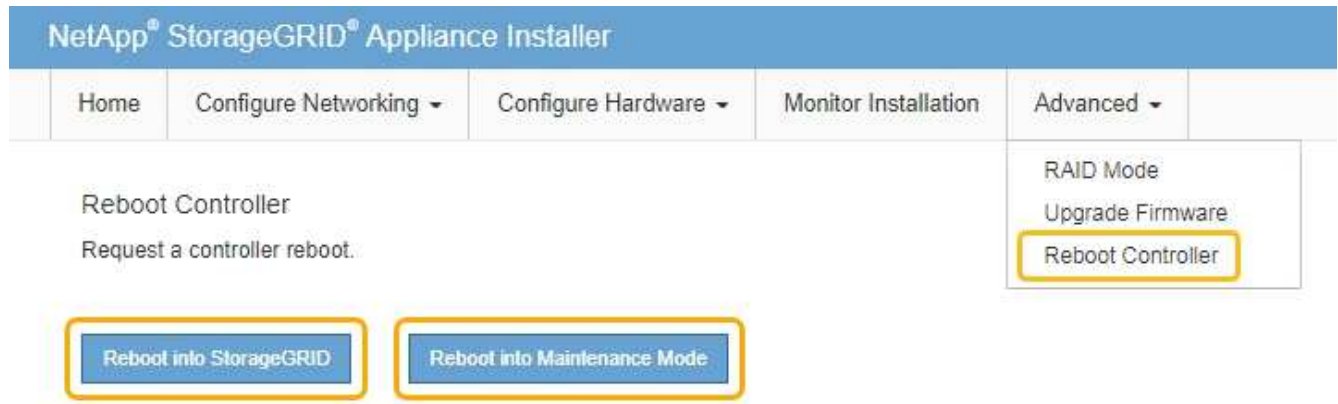 NetApp® StorageGRID® Appliance Installer
Home Configure Networking Configure Hardware Monitor Installation Advanced
RAID Mode
Upgrade Firmware
Reboot Controller
Reboot Controller
Request a controller reboot.
Reboot into StorageGRID Reboot into Maintenance Mode